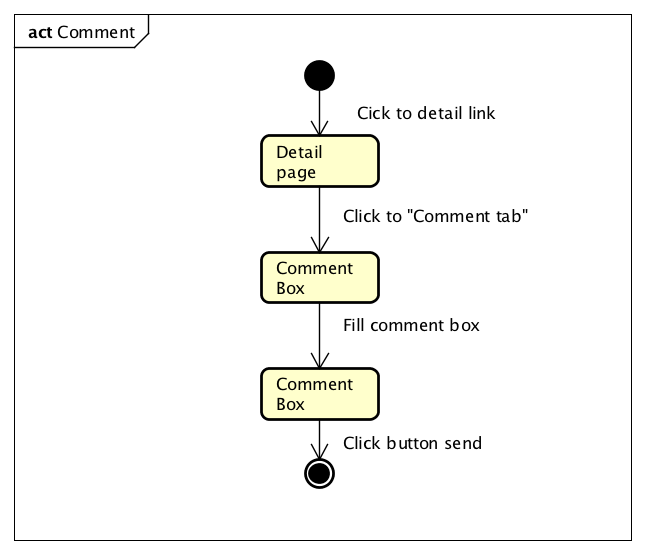 act Comment
Cick to detail link
Detail
page
Click to "Comment tab"
Comment
Box
Fill comment box
Comment
Box
Click button send